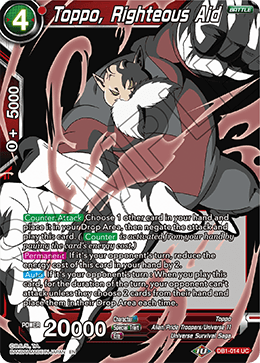 Toppo, Righteous Aid
BATTLE
4
0 + 5000
Counter Attack Choose 1 other card in your hand and
place it in your Drop Area, then negate the attack and
play this card. (Counter is activated from your hand by
paying the card's energy cost.)
Permanent If it's your opponent's turn, reduce the
energy cost of this card in your hand by 2.
Auto If it's your opponent's turn: When you play this
card, for the duration of the turn, your opponent can't
attack unless they choose 2 cards from their hand and
place them in their Drop Area each time.
POWER 20000
Character Toppo
Special Trait Alien, Pride Troopers/Universe 11
Era Universe Survival Saga
DB1-014 UC